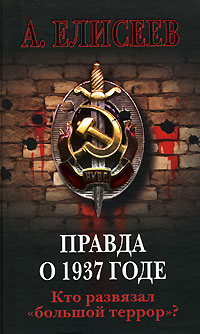 А. ЕЛИСЕЕВ
НКВД
ПРАВДА
О 1937 ГОДЕ
Кто развязал
«большой террор»?